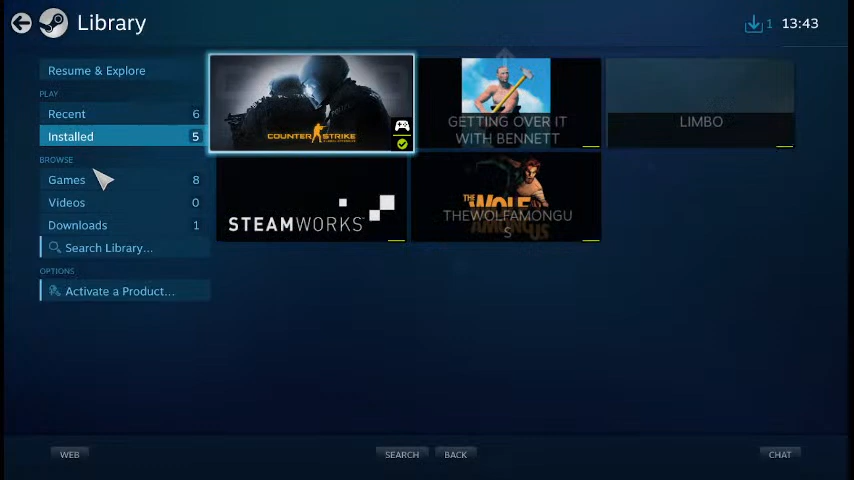 Library
1 13:43
Resume & Explore
PLAY
Recent 6
Installed 5
BROWSE
Games 8
Videos 0
Downloads 1
Search Library...
OPTIONS
Activate a Product...
COUNTER STRIKE
GETTING OVER IT
WITH BENNETT
LIMBO
STEAMWORKS
THE WOLF
AMONG US
THEWOLFAMONGU
S
WEB
SEARCH
BACK
CHAT